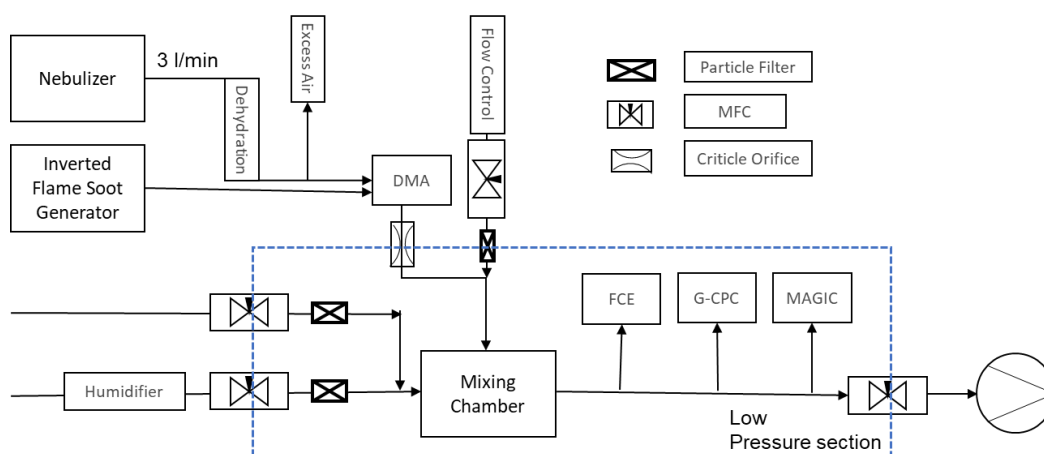 Nebulizer
3 l/min
Dehydration
Excess Air
Flow Control
Particle Filter
MFC
Criticle Orifice
Inverted
Flame Soot
Generator
DMA
FCE
G-CPC
MAGIC
Humidifier
Mixing
Chamber
Low
Pressure section